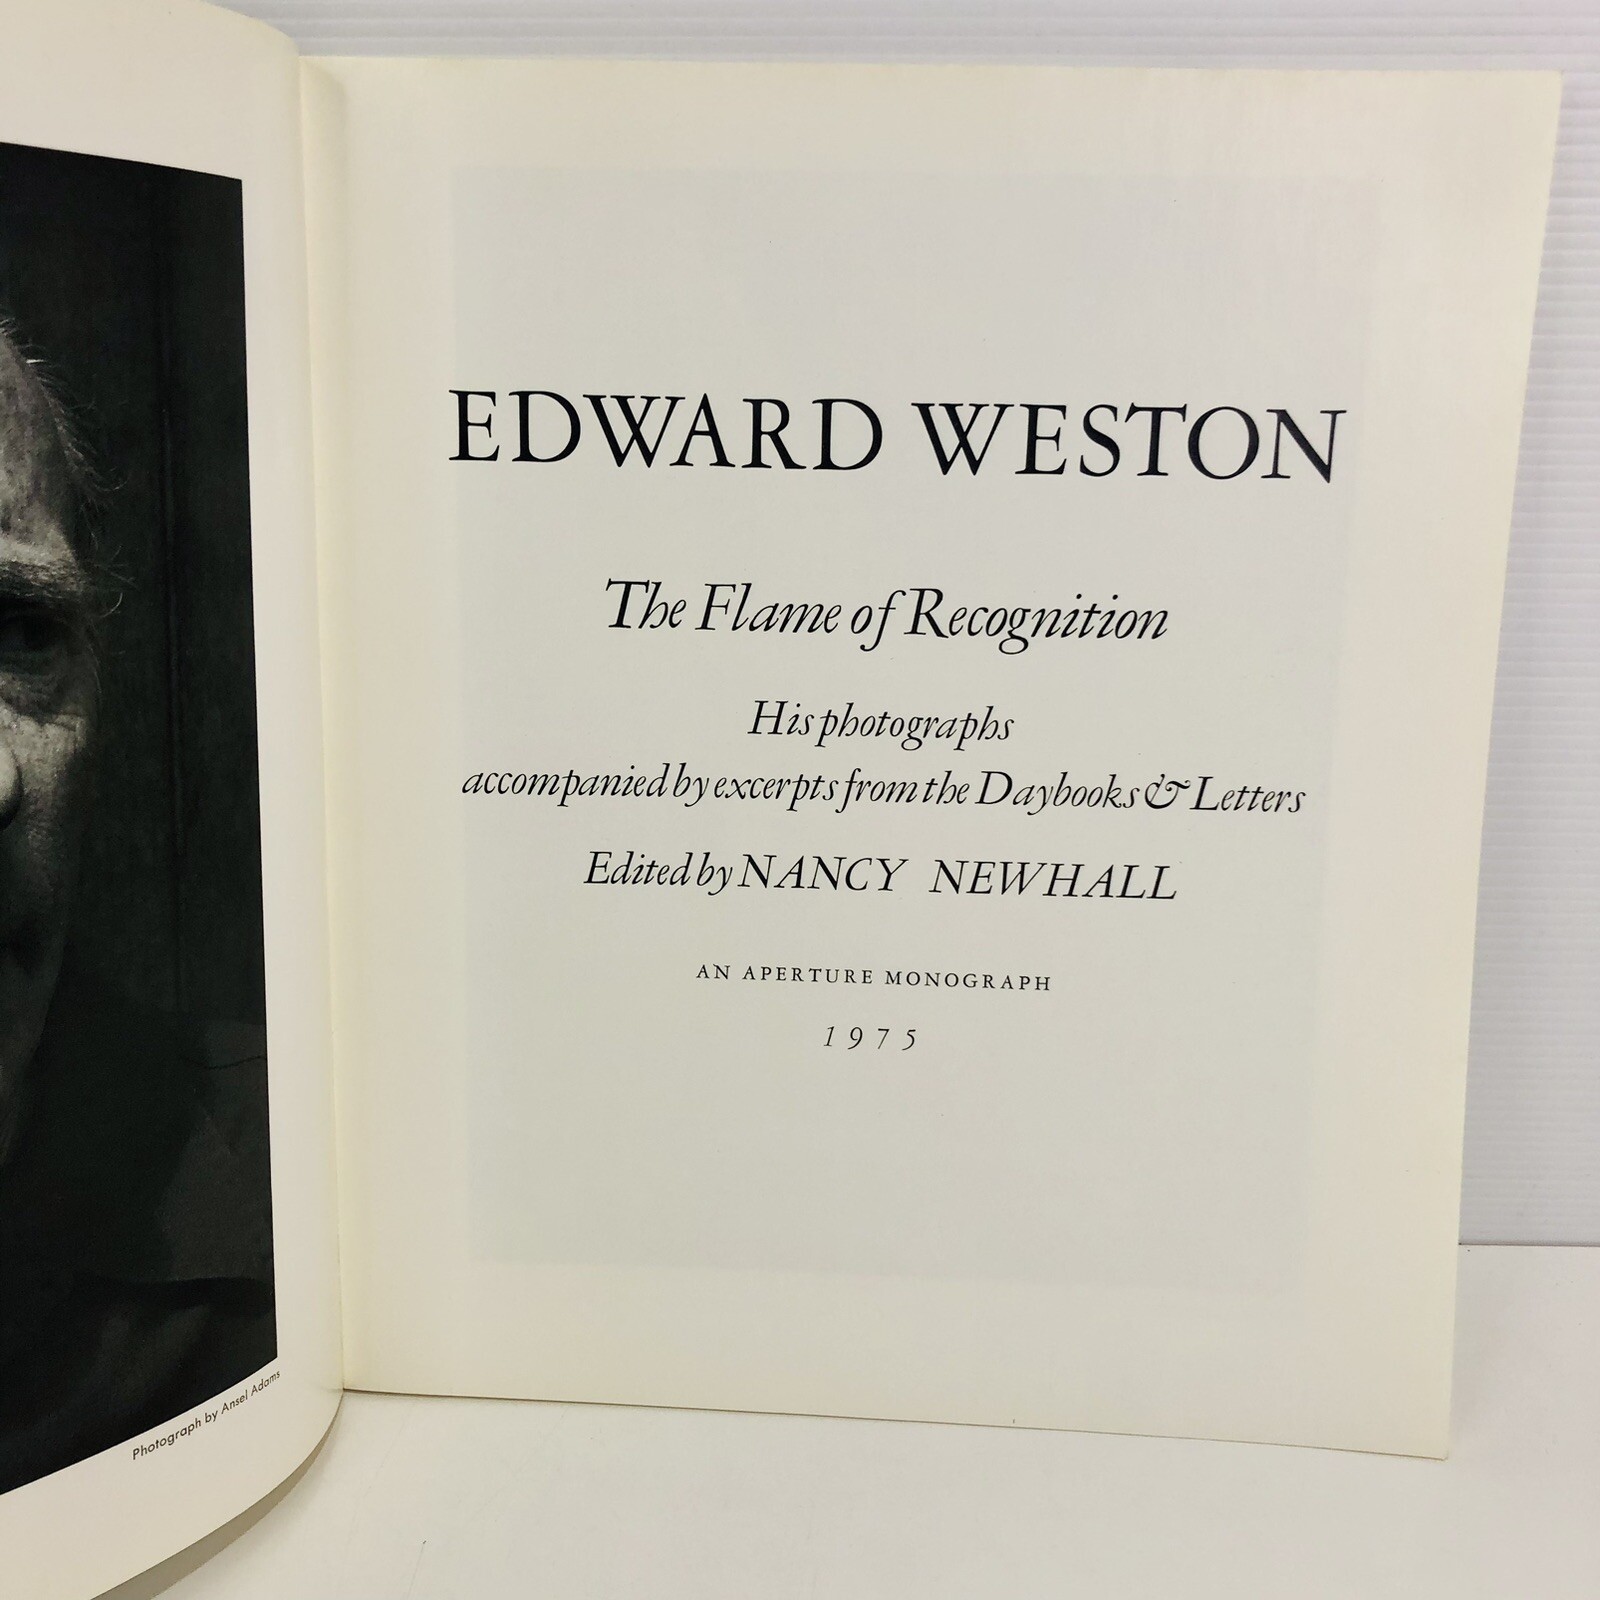 Photograph by Ansel Adams
EDWARD WESTON
The Flame of Recognition
His photographs
accompanied by excerpts from the Daybooks & Letters
Edited by NANCY NEWHALL
AN APERTURE MONOGRAPH
1975